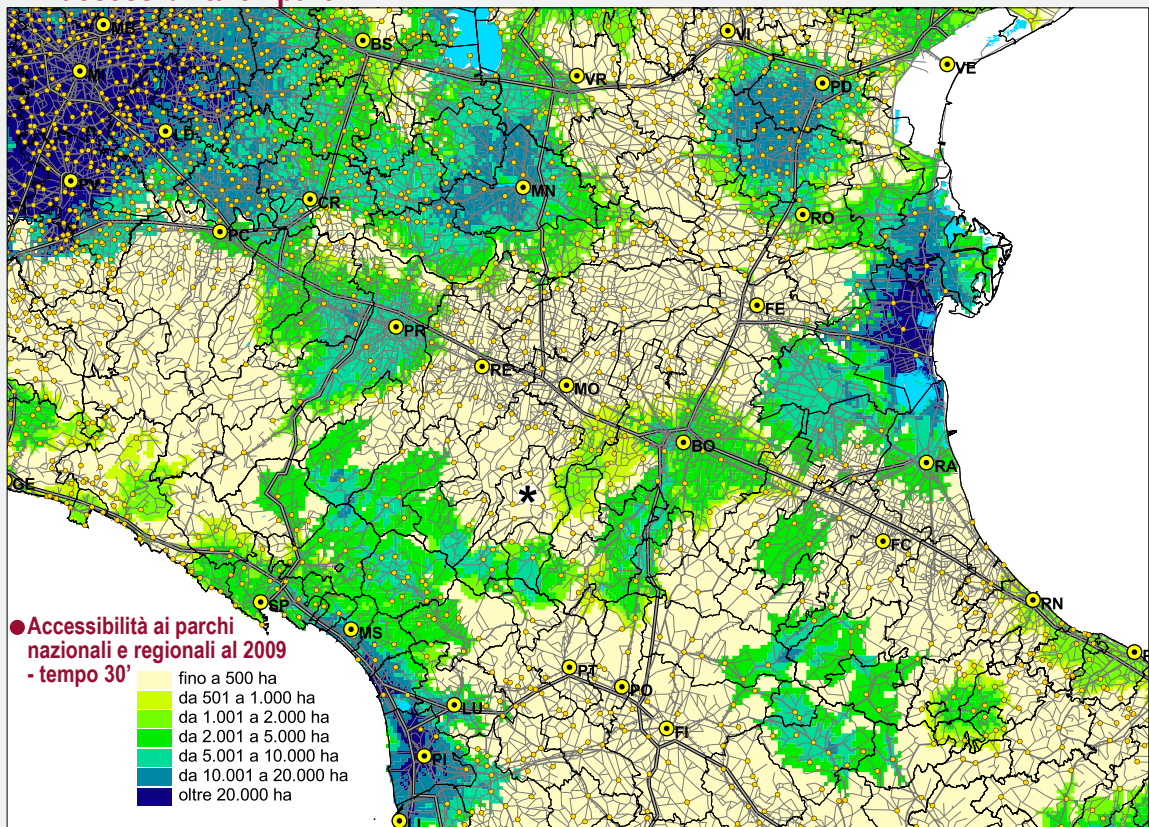 MB
BS
VI
VE
MI
VR
PD
LD
PV
MN
CR
RO
PC
FE
PR
RE
MO
BO
RA
GE
*
FC
RN
SP
MS
PT
PO
LU
FI
PI
LI
● Accessibilità ai parchi
nazionali e regionali al 2009
- tempo 30’
fino a 500 ha
da 501 a 1.000 ha
da 1.001 a 2.000 ha
da 2.001 a 5.000 ha
da 5.001 a 10.000 ha
da 10.001 a 20.000 ha
oltre 20.000 ha